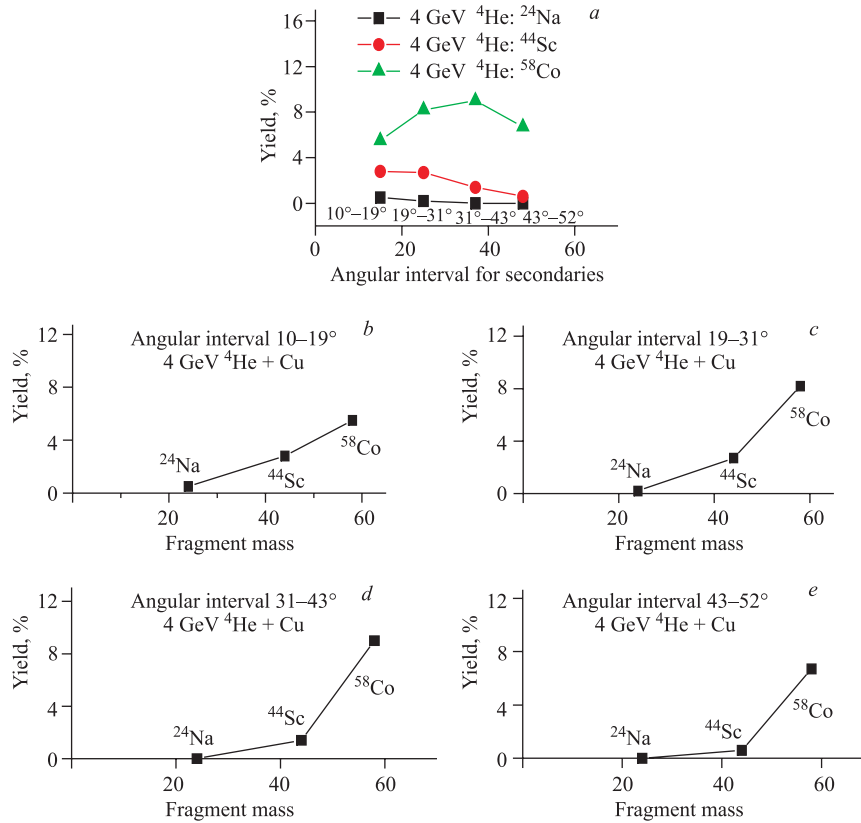 a
16
12
8
4
0
Yield, %
4 GeV ⁴He: ²⁴Na
4 GeV ⁴He: ⁴⁴Sc
4 GeV ⁴He: ⁵⁸Co
10°–19° 19°–31° 31°–43° 43°–52°
0 20 40 60
Angular interval for secondaries
b
12
8
4
0
Yield, %
Angular interval 10–19°
4 GeV ⁴He + Cu
²⁴Na
⁴⁴Sc
⁵⁸Co
20 40 60
Fragment mass
c
12
8
4
0
Yield, %
Angular interval 19–31°
4 GeV ⁴He + Cu
²⁴Na
⁴⁴Sc
⁵⁸Co
20 40 60
Fragment mass
d
12
8
4
0
Yield, %
Angular interval 31–43°
4 GeV ⁴He + Cu
²⁴Na
⁴⁴Sc
⁵⁸Co
20 40 60
Fragment mass
e
12
8
4
0
Yield, %
Angular interval 43–52°
4 GeV ⁴He + Cu
²⁴Na
⁴⁴Sc
⁵⁸Co
20 40 60
Fragment mass